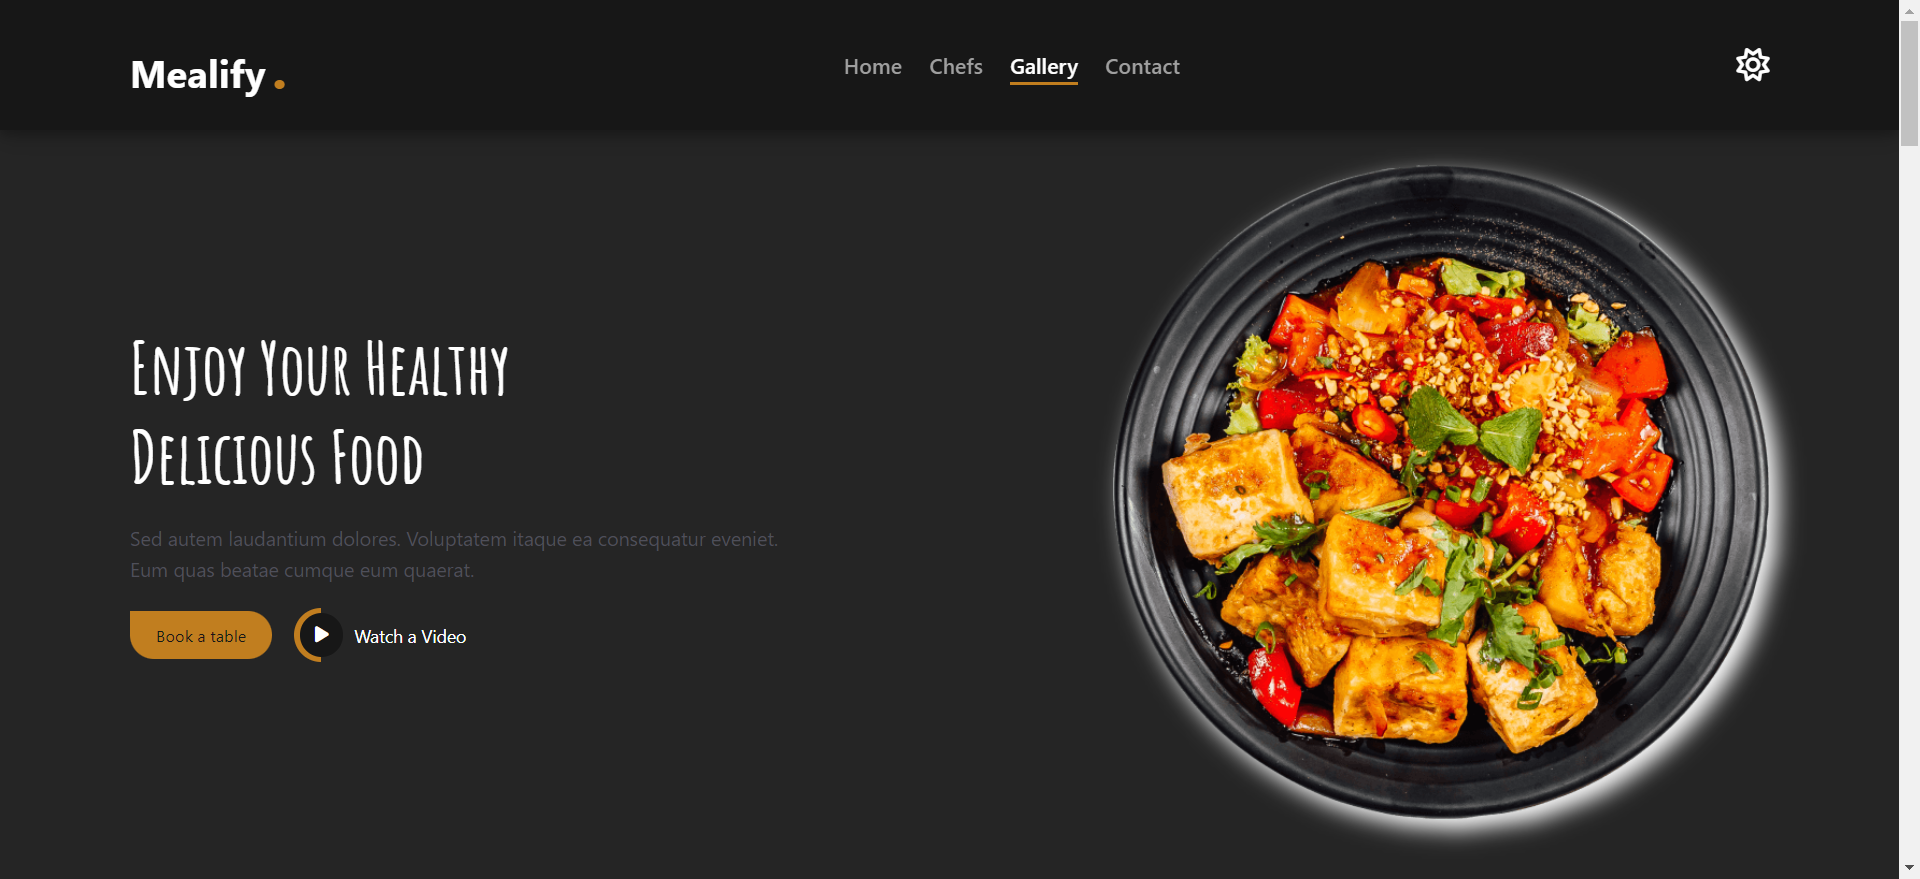 Mealify.
Home Chefs Gallery Contact
Enjoy Your Healthy
Delicious Food
Sed autem laudantium dolores. Voluptatem itaque ea consequatur eveniet.
Eum quas beatae cumque eum quaerat.
Book a table
Watch a Video